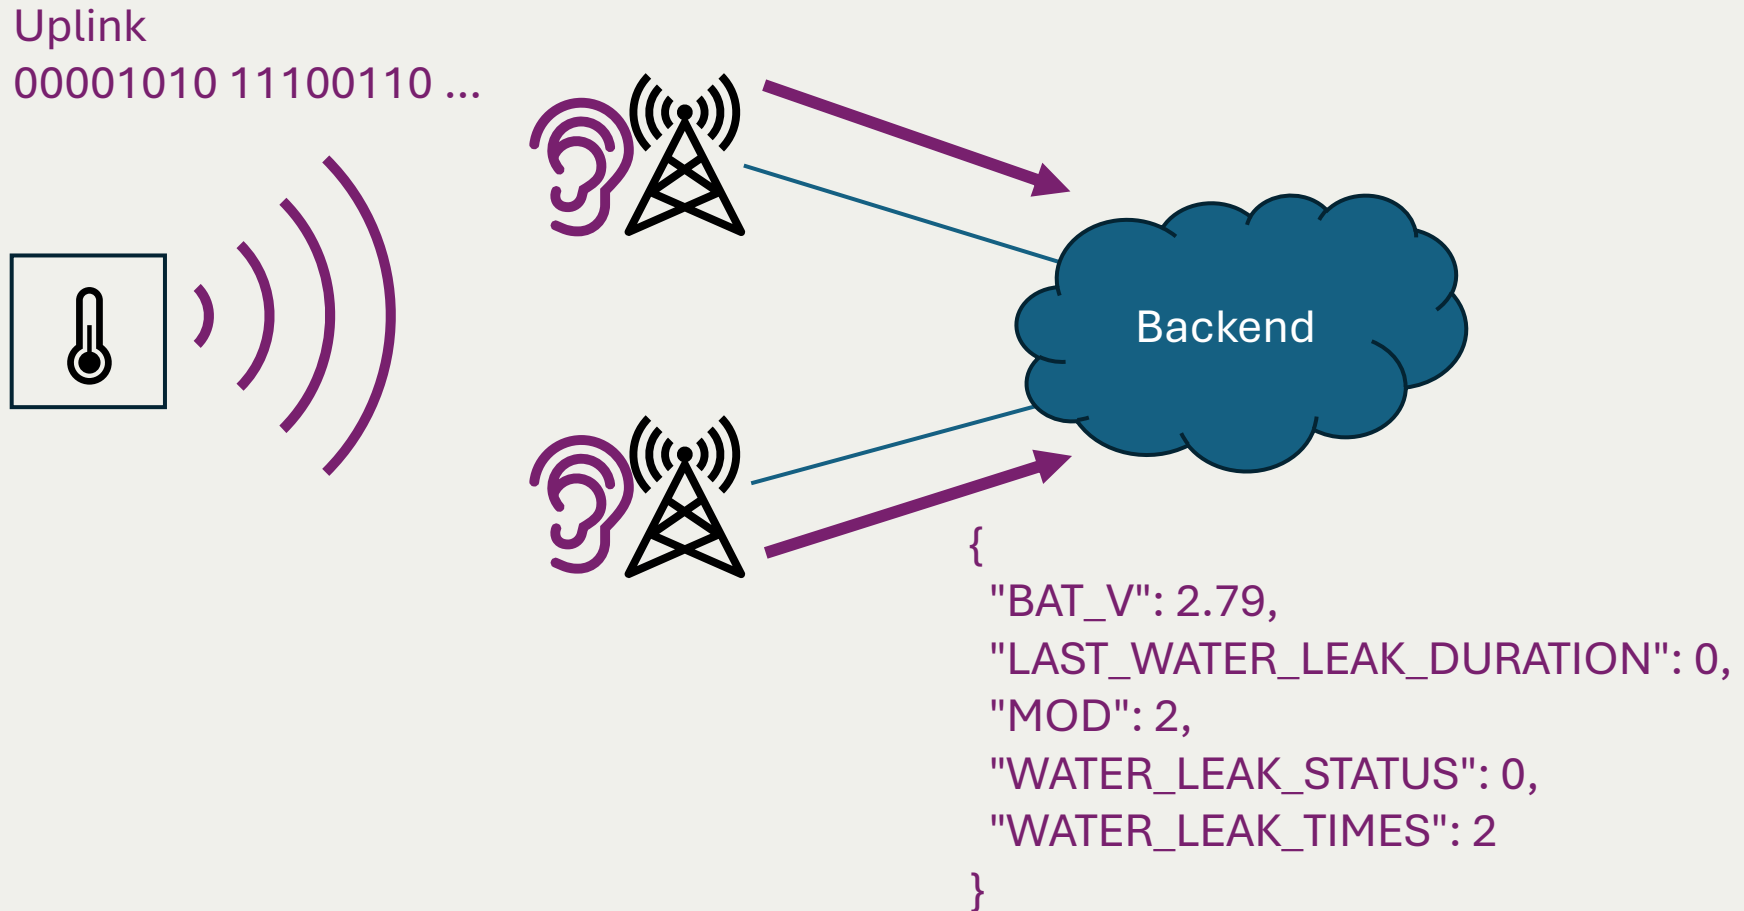 Uplink
00001010 11100110 ...
Backend
{
"BAT_V": 2.79,
"LAST_WATER_LEAK_DURATION": 0,
"MOD": 2,
"WATER_LEAK_STATUS": 0,
"WATER_LEAK_TIMES": 2
}